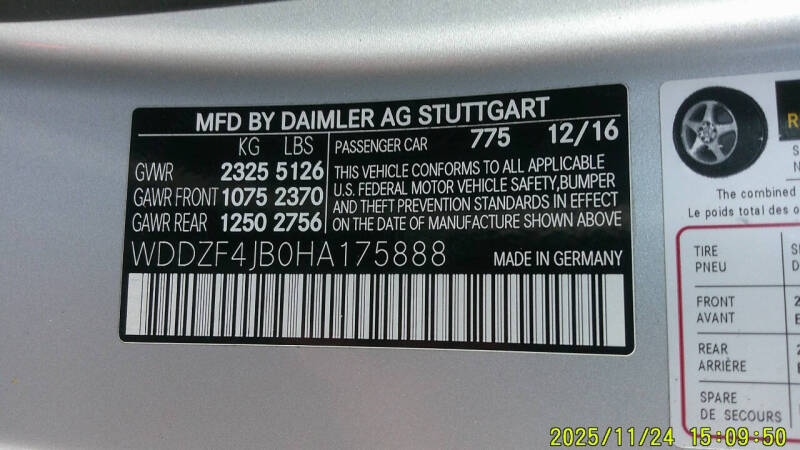 MFD BY DAIMLER AG STUTTGART
KG LBS
GVWR 2325 5126
GAWR FRONT 1075 2370
GAWR REAR 1250 2756
PASSENGER CAR 775 12/16
THIS VEHICLE CONFORMS TO ALL APPLICABLE
U.S. FEDERAL MOTOR VEHICLE SAFETY,BUMPER
AND THEFT PREVENTION STANDARDS IN EFFECT
ON THE DATE OF MANUFACTURE SHOWN ABOVE
WDDZF4JB0HA175888
MADE IN GERMANY
The combined
Le poids total des
TIRE
PNEU
FRONT
AVANT
REAR
ARRIÈRE
SPARE
DE SECOURS
2025/11/24 15:09:50